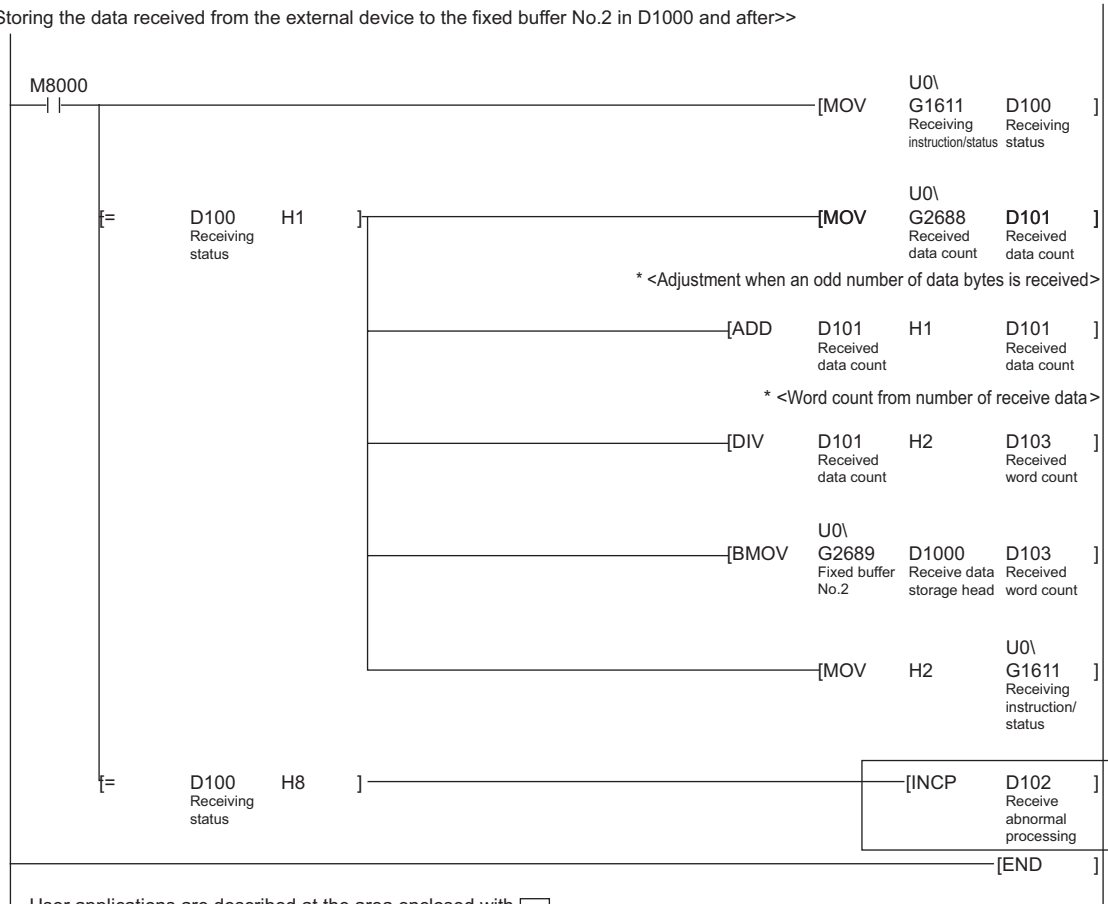 Storing the data received from the external device to the fixed buffer No.2 in D1000 and after>>
M8000
U0\
[MOV G1611 D100 ]
Receiving Receiving
instruction/status status
U0\
[= D100 H1 ] [MOV G2688 D101 ]
Receiving Received Received
status data count data count
* <Adjustment when an odd number of data bytes is received>
[ADD D101 H1 D101 ]
Received Received
data count data count
* <Word count from number of receive data>
[DIV D101 H2 D103 ]
Received Received
data count word count
U0\
[BMOV G2689 D1000 D103 ]
Fixed buffer Receive data Received
No.2 storage head word count
U0\
[MOV H2 G1611 ]
Receiving
instruction/
status
[= D100 H8 ] [INCP D102 ]
Receiving Receive
status abnormal
processing
[END ]
User applications are described at the area enclosed with